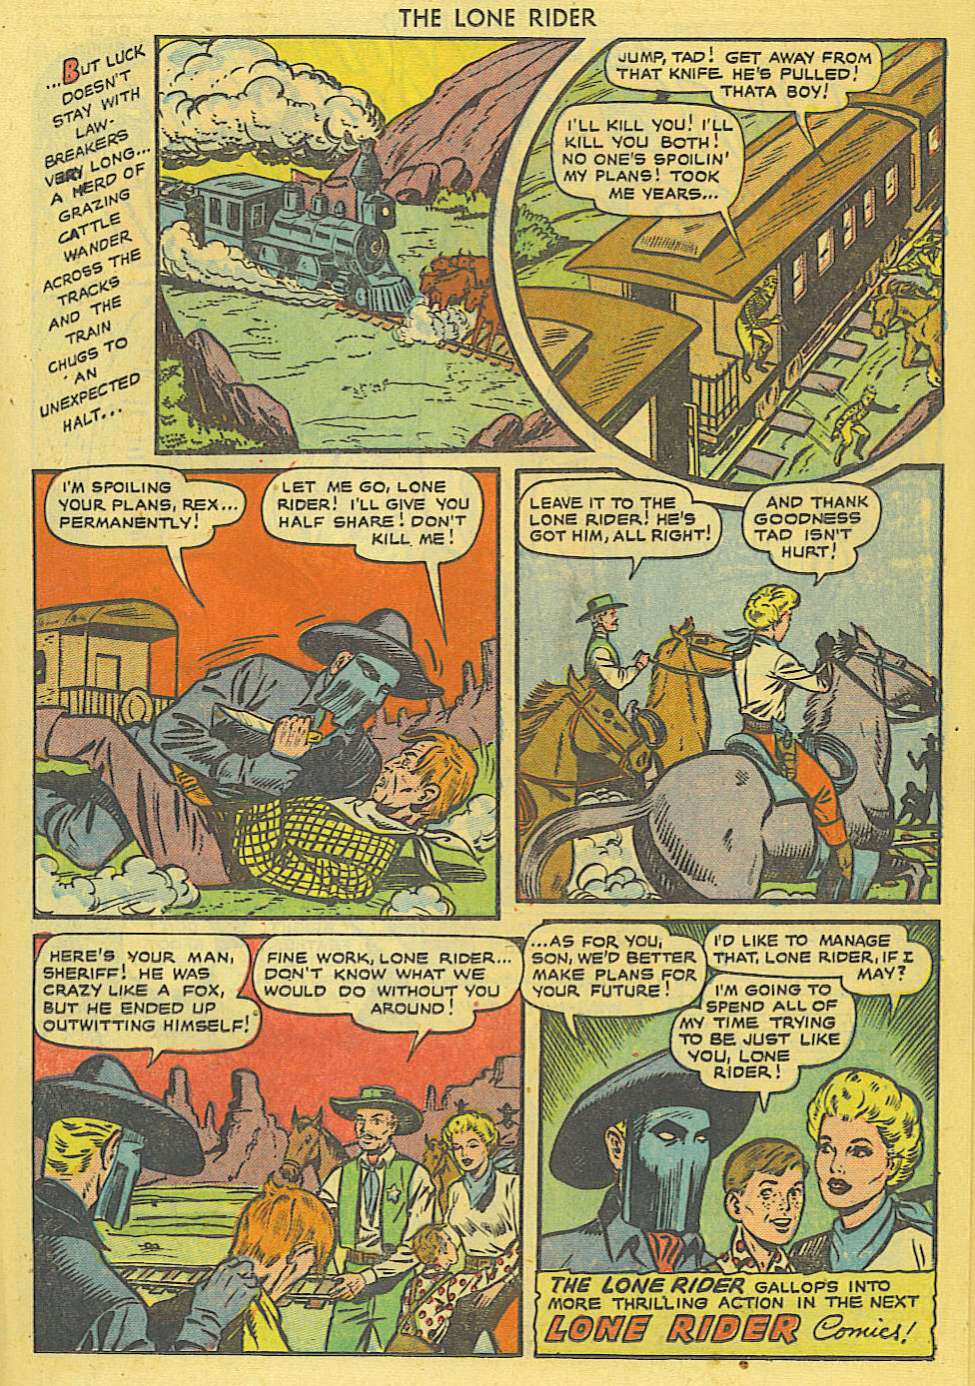 THE LONE RIDER
...BUT LUCK
DOESN'T
STAY WITH
LAW-
BREAKERS
VERY LONG...
A HERD OF
GRAZING
CATTLE
WANDER
ACROSS THE
TRACKS
AND THE
TRAIN
CHUGS TO
AN
UNEXPECTED
HALT...
JUMP, TAD! GET AWAY FROM
THAT KNIFE HE'S PULLED!
THATA BOY!
I'LL KILL YOU! I'LL
KILL YOU BOTH!
NO ONE'S SPOILIN'
MY PLANS! TOOK
ME YEARS...
I'M SPOILING
YOUR PLANS, REX...
PERMANENTLY!
LET ME GO, LONE
RIDER! I'LL GIVE YOU
HALF SHARE! DON'T
KILL ME!
LEAVE IT TO THE
LONE RIDER! HE'S
GOT HIM, ALL RIGHT!
AND THANK
GOODNESS
TAD ISN'T
HURT!
HERE'S YOUR MAN,
SHERIFF! HE WAS
CRAZY LIKE A FOX,
BUT HE ENDED UP
OUTWITTING HIMSELF!
FINE WORK, LONE RIDER...
DON'T KNOW WHAT WE
WOULD DO WITHOUT YOU
AROUND!
...AS FOR YOU,
SON, WE'D BETTER
MAKE PLANS FOR
YOUR FUTURE!
I'D LIKE TO MANAGE
THAT, LONE RIDER, IF I
MAY?
I'M GOING TO
SPEND ALL OF
MY TIME TRYING
TO BE JUST LIKE
YOU, LONE
RIDER!
THE LONE RIDER GALLOPS INTO
MORE THRILLING ACTION IN THE NEXT
LONE RIDER Comics!